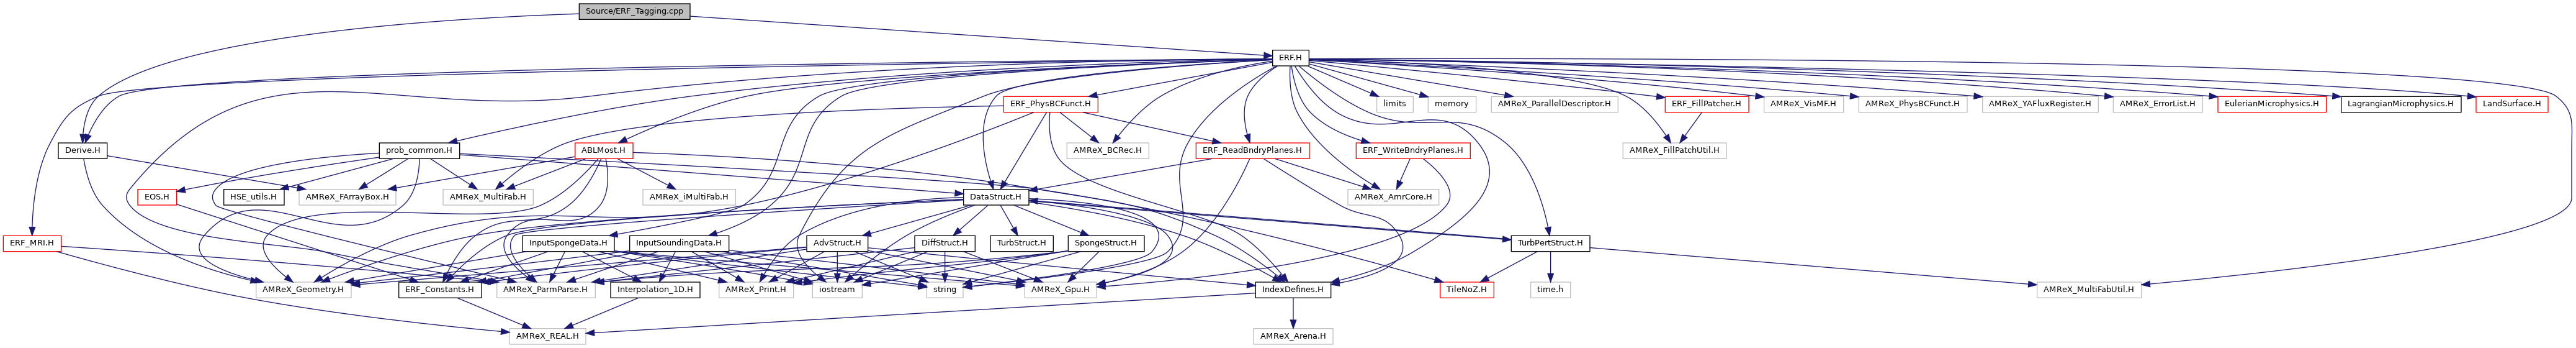 Source/ERF_Tagging.cpp
ERF.H
ERF_PhysBCFunct.H
limits
memory
AMReX_ParallelDescriptor.H
ERF_FillPatcher.H
AMReX_VisMF.H
AMReX_PhysBCFunct.H
AMReX_YAFluxRegister.H
AMReX_ErrorList.H
EulerianMicrophysics.H
LagrangianMicrophysics.H
LandSurface.H
Derive.H
prob_common.H
ABLMost.H
AMReX_BCRec.H
ERF_ReadBndryPlanes.H
ERF_WriteBndryPlanes.H
AMReX_FillPatchUtil.H
EOS.H
HSE_utils.H
AMReX_FArrayBox.H
AMReX_MultiFab.H
AMReX_iMultiFab.H
DataStruct.H
AMReX_AmrCore.H
ERF_MRI.H
InputSpongeData.H
InputSoundingData.H
AdvStruct.H
DiffStruct.H
TurbStruct.H
SpongeStruct.H
TurbPertStruct.H
AMReX_Geometry.H
ERF_Constants.H
AMReX_ParmParse.H
Interpolation_1D.H
AMReX_Print.H
iostream
string
AMReX_Gpu.H
IndexDefines.H
TileNoZ.H
time.h
AMReX_MultiFabUtil.H
AMReX_REAL.H
AMReX_Arena.H